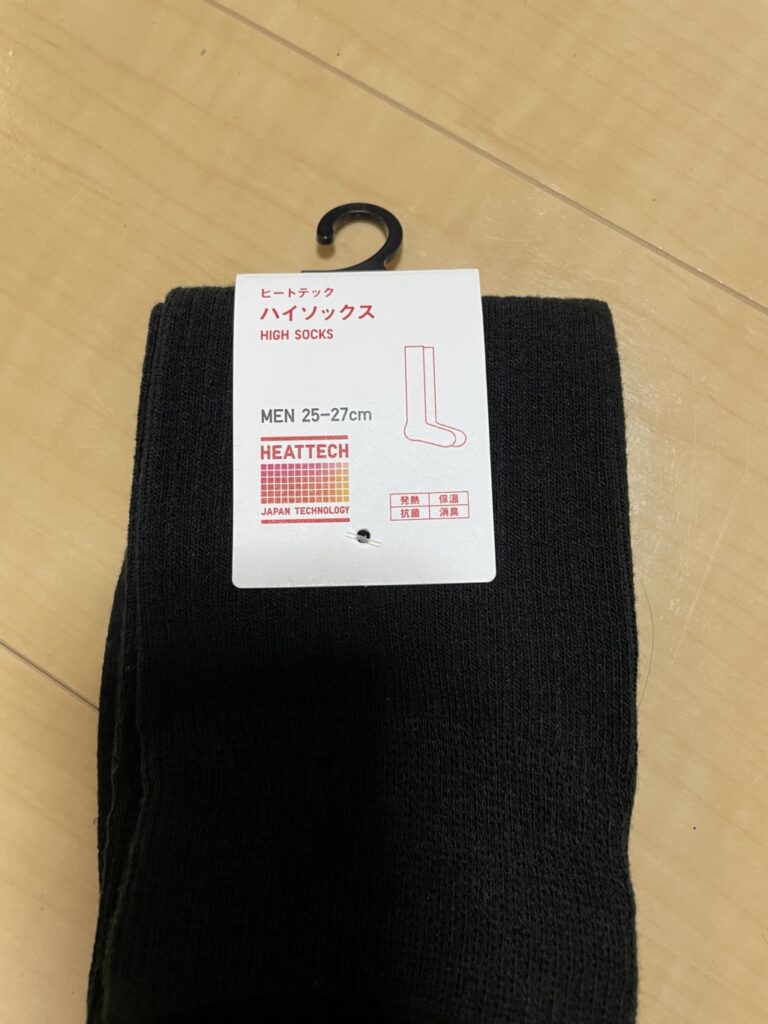 ヒートテック
ハイソックス
HIGH SOCKS
MEN 25-27cm
HEATTECH
JAPAN TECHNOLOGY
発熱 保温
抗菌 消臭